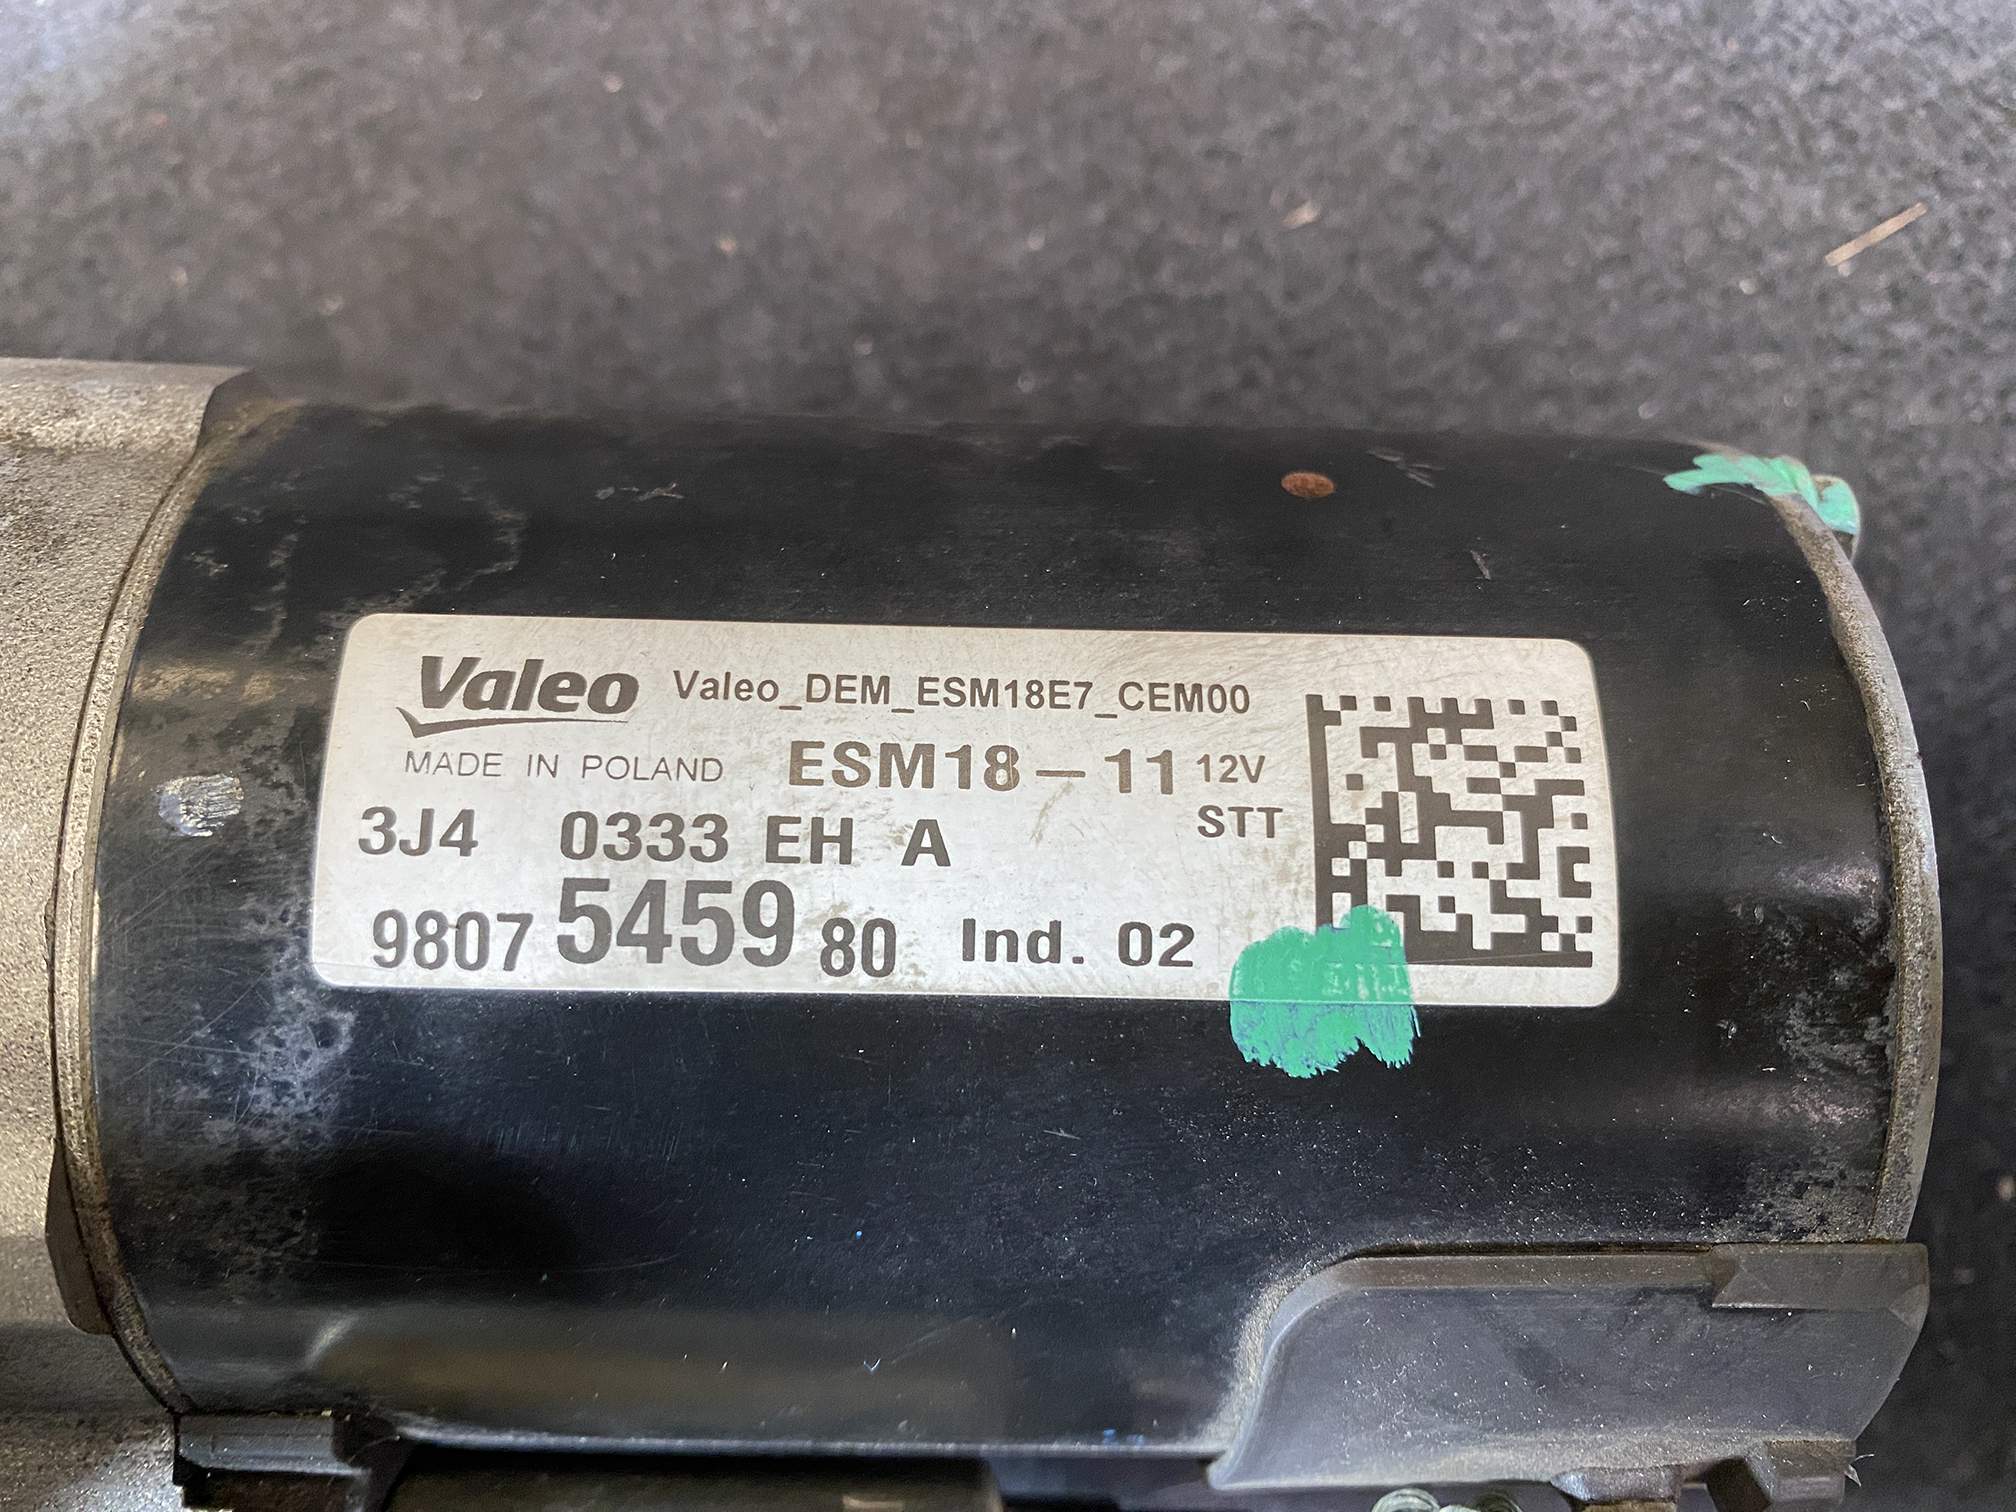 Valeo Valeo_DEM_ESM18E7_CEM00
MADE IN POLAND ESM18-11 12V
STT
3J4 0333 EH A
9807 5459 80 Ind. 02